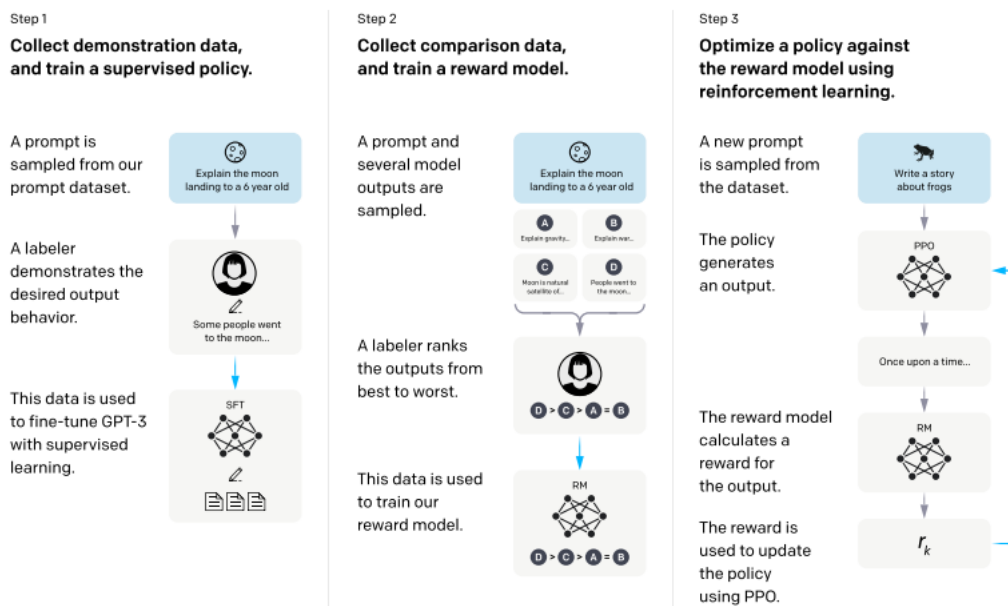 Step 1
Collect demonstration data,
and train a supervised policy.
A prompt is
sampled from our
prompt dataset.
Explain the moon
landing to a 6 year old
A labeler
demonstrates the
desired output
behavior.
Some people went
to the moon...
This data is used
to fine-tune GPT-3
with supervised
learning.
SFT
Step 2
Collect comparison data,
and train a reward model.
A prompt and
several model
outputs are
sampled.
Explain the moon
landing to a 6 year old
A
Explain gravity...
B
Explain war...
C
Moon is natural
satellite of...
D
People went to
the moon...
A labeler ranks
the outputs from
best to worst.
D > C > A = B
This data is used
to train our
reward model.
RM
D > C > A = B
Step 3
Optimize a policy against
the reward model using
reinforcement learning.
A new prompt
is sampled from
the dataset.
Write a story
about frogs
The policy
generates
an output.
PPO
Once upon a time...
The reward model
calculates a
reward for
the output.
RM
The reward is
used to update
the policy
using PPO.
r_k